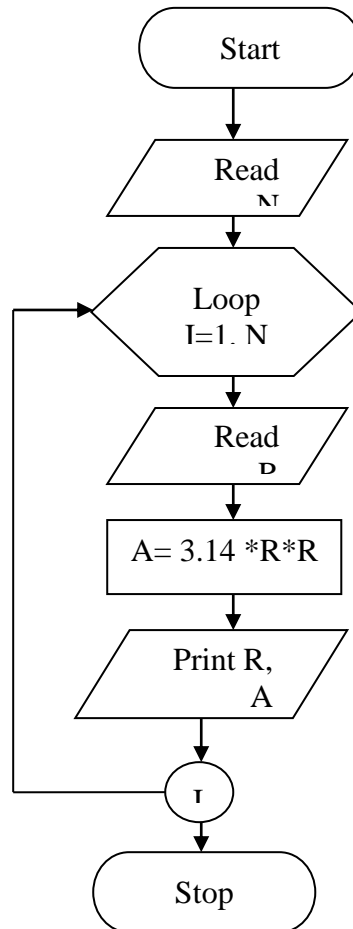 Start
Read
N
Loop
I=1, N
Read
R
A= 3.14 *R*R
Print R,
A
I
Stop